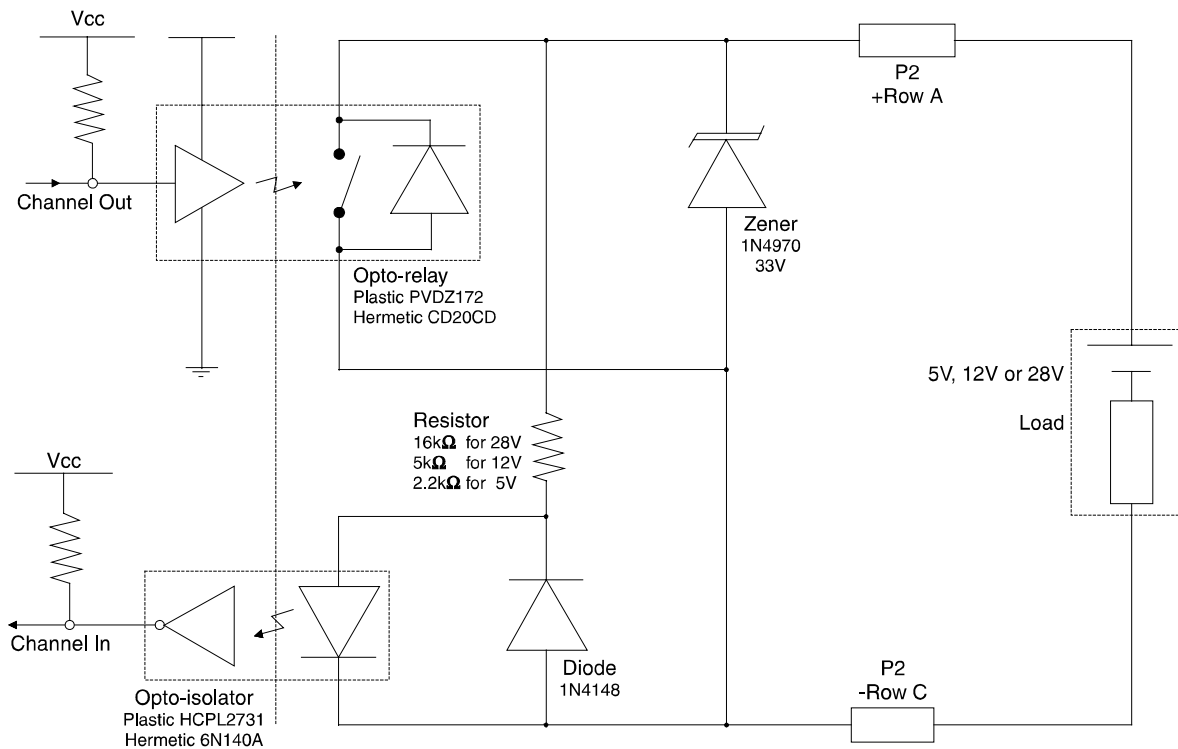 Vcc
Channel Out
Opto-relay
Plastic PVDZ172
Hermetic CD20CD
P2
+Row A
Zener
1N4970
33V
5V, 12V or 28V
Load
Resistor
16kΩ for 28V
5kΩ for 12V
2.2kΩ for 5V
Vcc
Channel In
Opto-isolator
Plastic HCPL2731
Hermetic 6N140A
Diode
1N4148
P2
-Row C